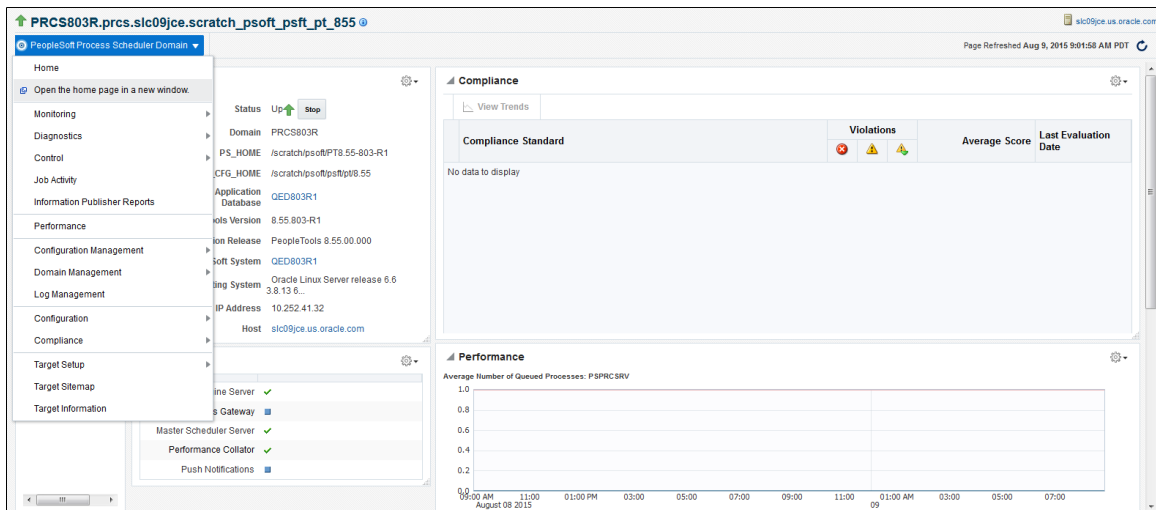 PRCS803R.prcs.slc09jce.scratch_psoft_psft_pt_855
slc09jce.us.oracle.com
PeopleSoft Process Scheduler Domain
Page Refreshed Aug 9, 2015 9:01:58 AM PDT
Home
Open the home page in a new window.
Monitoring
Diagnostics
Control
Job Activity
Information Publisher Reports
Performance
Configuration Management
Domain Management
Log Management
Configuration
Compliance
Target Setup
Target Sitemap
Target Information
Status Up Stop
Domain PRCS803R
PS_HOME /scratch/psoft/PT8.55-803-R1
_CFG_HOME /scratch/psoft/psft/pt/8.55
Application
Database QED803R1
ools Version 8.55.803-R1
ion Release PeopleTools 8.55.00.000
Soft System QED803R1
ting System Oracle Linux Server release 6.6
3.8.13 6...
IP Address 10.252.41.32
Host slc09jce.us.oracle.com
ine Server
s Gateway
Master Scheduler Server
Performance Collator
Push Notifications
Compliance
View Trends
Compliance Standard Violations Average Score Last Evaluation
Date
No data to display
Performance
Average Number of Queued Processes: PSPRCSRV
1.0
0.8
0.6
0.4
0.2
0.0
09:00 AM 11:00 01:00 PM 03:00 05:00 07:00 09:00 11:00 01:00 AM 03:00 05:00 07:00
August 08 2015 09